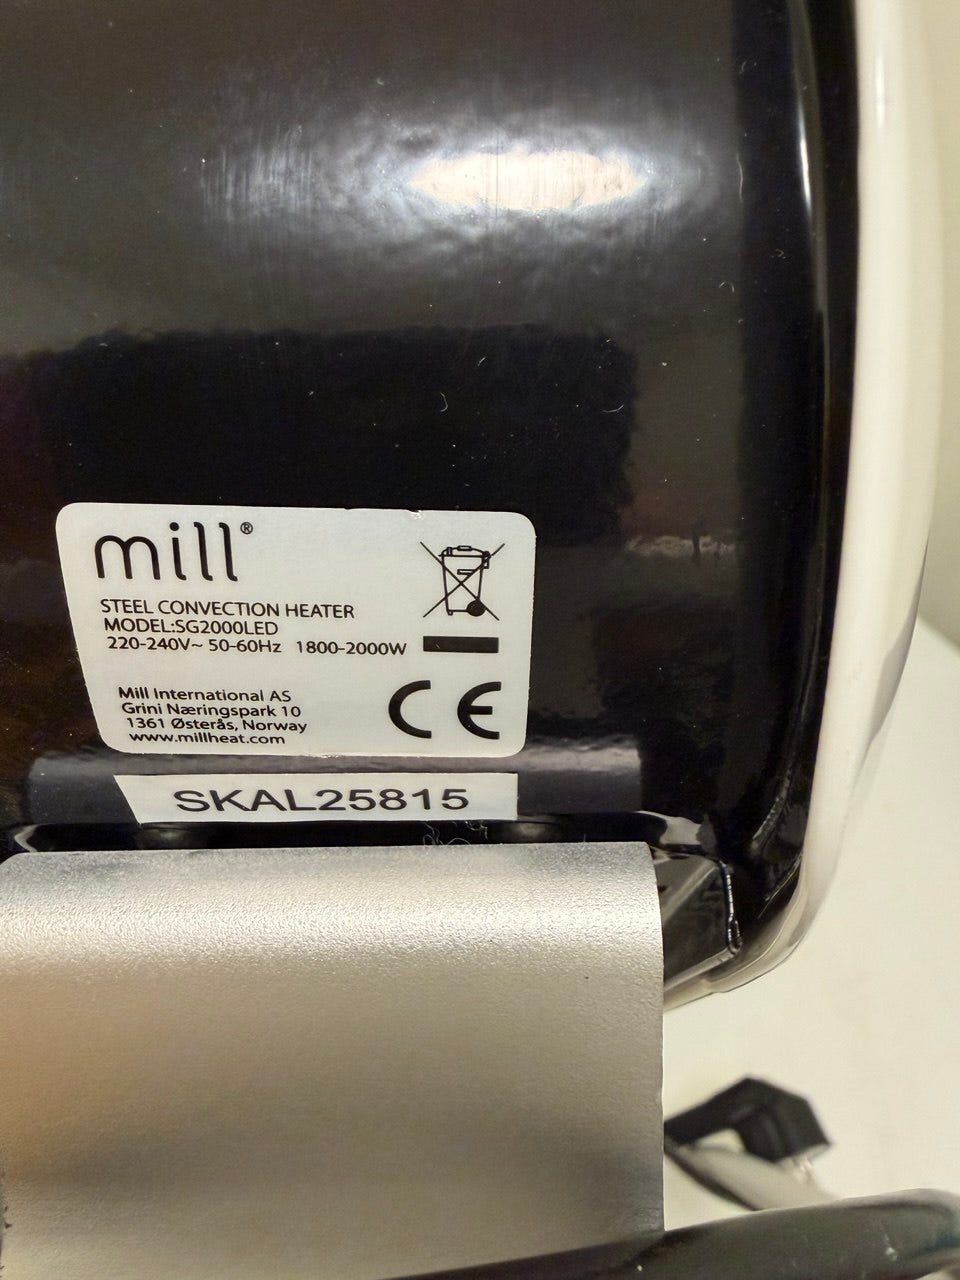 mill®
STEEL CONVECTION HEATER
MODEL:SG2000LED
220-240V~ 50-60Hz 1800-2000W
Mill International AS
Grini Næringspark 10
1361 Østerås, Norway
www.millheat.com
CE
SKAL25815